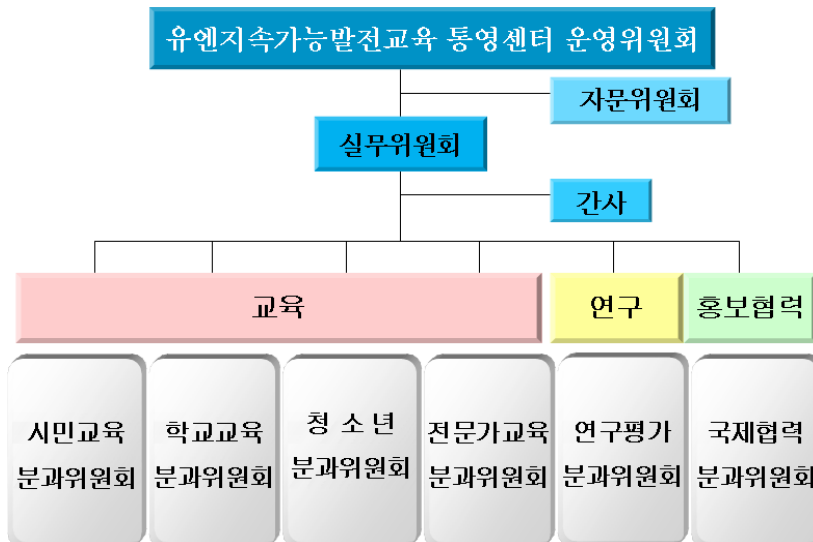 유엔지속가능발전교육 통영센터 운영위원회
자문위원회
실무위원회
간사
교육
연구
홍보협력
시민교육
분과위원회
학교교육
분과위원회
청 소 년
분과위원회
전문가교육
분과위원회
연구평가
분과위원회
국제협력
분과위원회